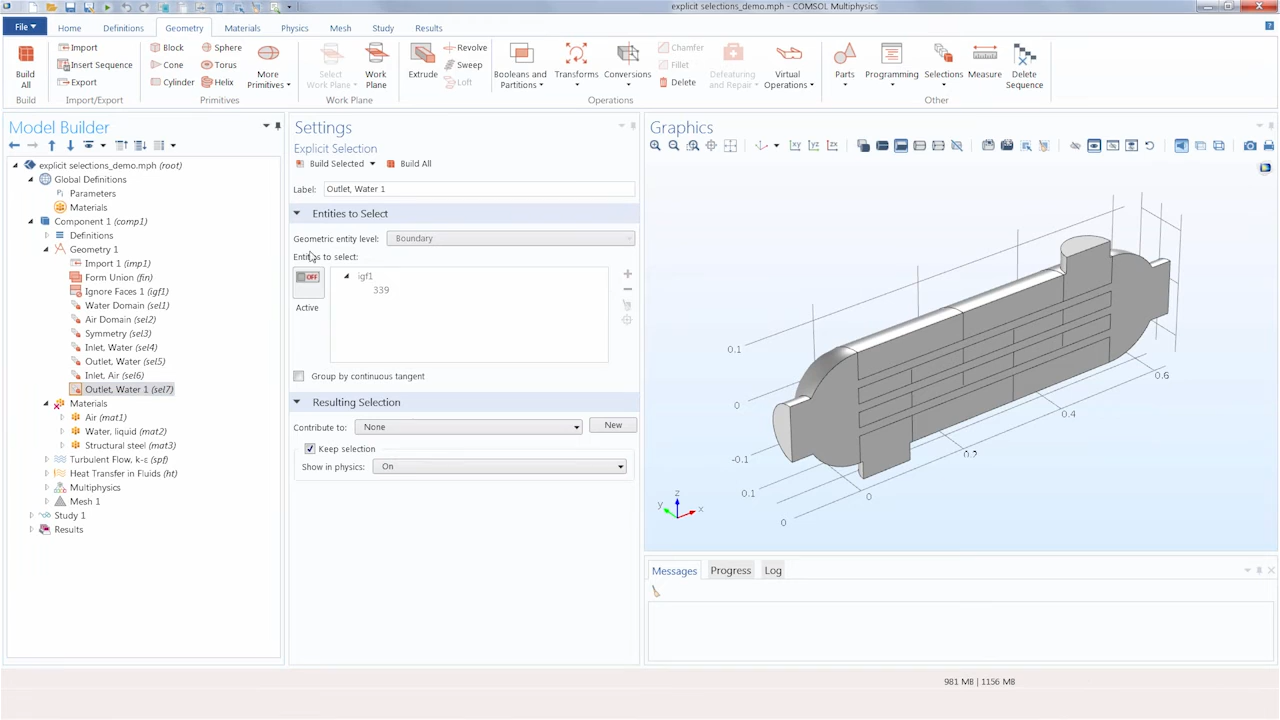 explicit selections_demo.mph - COMSOL Multiphysics
File Home Definitions Geometry Materials Physics Mesh Study Results
Build All
Build
Import
Insert Sequence
Export
Import/Export
Block Sphere
Cone Torus
Cylinder Helix
More Primitives
Primitives
Select Work Plane
Work Plane
Work Plane
Extrude
Revolve
Sweep
Loft
Booleans and Partitions
Transforms
Conversions
Chamfer
Fillet
Delete
Defeaturing and Repair
Virtual Operations
Operations
Parts
Programming
Selections
Measure
Delete Sequence
Other
Model Builder
explicit selections_demo.mph (root)
Global Definitions
Parameters
Materials
Component 1 (comp1)
Definitions
Geometry 1
Import 1 (imp1)
Form Union (fin)
Ignore Faces 1 (igf1)
Water Domain (sel1)
Air Domain (sel2)
Symmetry (sel3)
Inlet, Water (sel4)
Outlet, Water (sel5)
Inlet, Air (sel6)
Outlet, Water 1 (sel7)
Materials
Air (mat1)
Water, liquid (mat2)
Structural steel (mat3)
Turbulent Flow, k-ε (spf)
Heat Transfer in Fluids (ht)
Multiphysics
Mesh 1
Study 1
Results
Settings
Explicit Selection
Build Selected Build All
Label: Outlet, Water 1
Entities to Select
Geometric entity level: Boundary
Entities to select:
OFF
Active
igf1
339
Group by continuous tangent
Resulting Selection
Contribute to: None New
Keep selection
Show in physics: On
Graphics
xy yz zx
0.1
0
-0.1
0.1
0
0
0.2
0.4
0.6
z
y x
Messages Progress Log
981 MB | 1156 MB